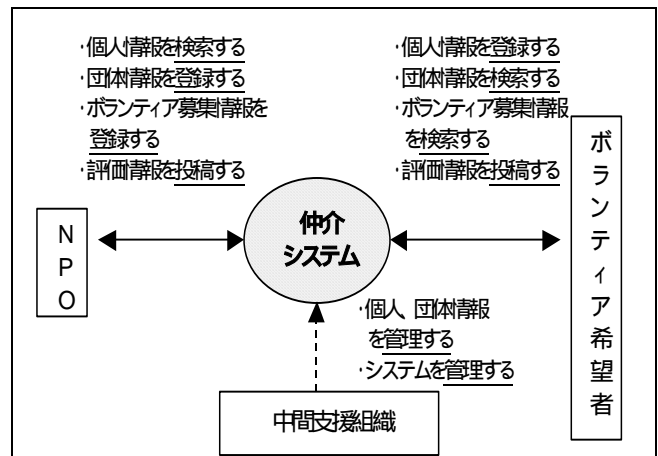 ・個人情報を検索する
・団体情報を登録する
・ボランティア募集情報を
登録する
・評価情報を投稿する
・個人情報を登録する
・団体情報を検索する
・ボランティア募集情報
を検索する
・評価情報を投稿する
NPO
仲介
システム
ボランティア希望者
・個人、団体情報
を管理する
・システムを管理する
中間支援組織